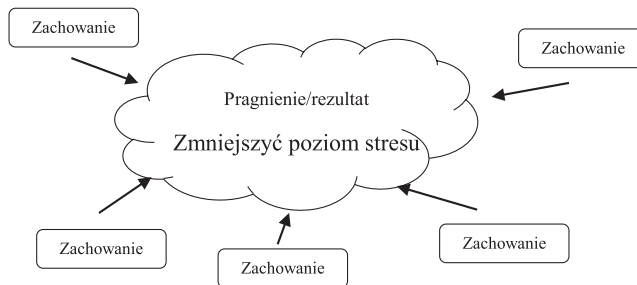 Zachowanie
Zachowanie
Pragnienie/rezultat
Zmniejszyć poziom stresu
Zachowanie
Zachowanie
Zachowanie